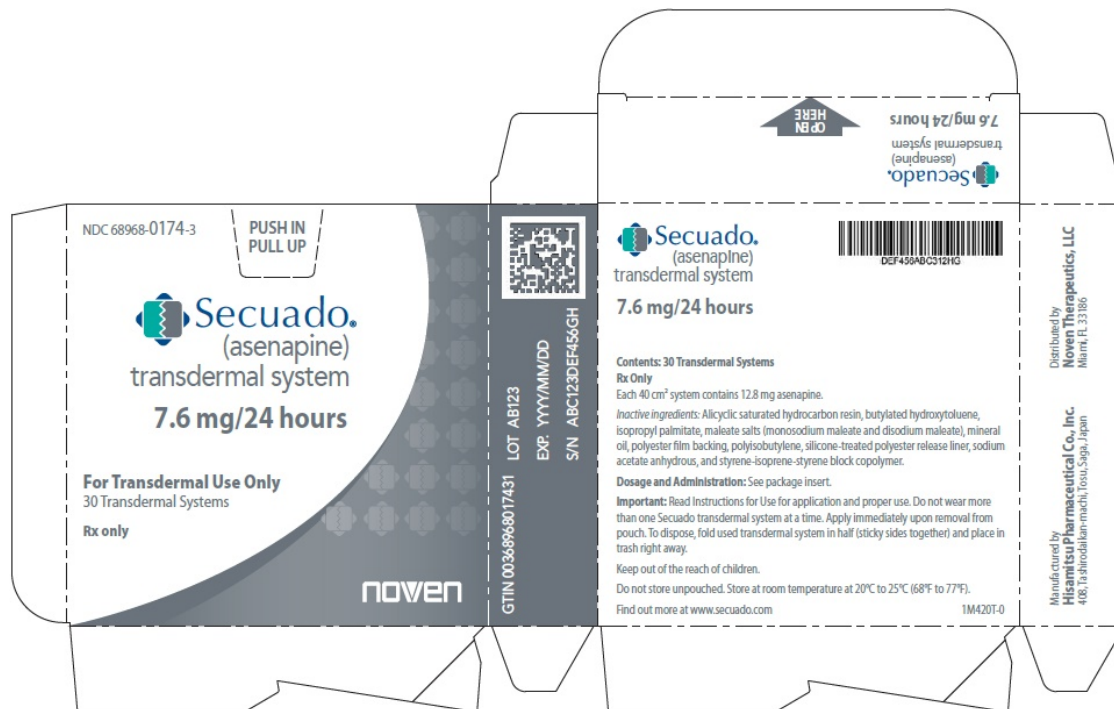 NDC 68968-0174-3
PUSH IN
PULL UP
Secuado®
(asenapine)
transdermal system
7.6 mg/24 hours
For Transdermal Use Only
30 Transdermal Systems
Rx only
noven
GTIN 00368968017431
LOT AB123
EXP. YYYY/MM/DD
S/N ABC123DEF456GH
OPEN
HERE
Secuado®
(asenapine)
transdermal system
7.6 mg/24 hours
Secuado®
(asenapine)
transdermal system
7.6 mg/24 hours
DEF456ABC312HG
Contents: 30 Transdermal Systems
Rx Only
Each 40 cm² system contains 12.8 mg asenapine.
Inactive ingredients: Alicyclic saturated hydrocarbon resin, butylated hydroxytoluene,
isopropyl palmitate, maleate salts (monosodium maleate and disodium maleate), mineral
oil, polyester film backing, polyisobutylene, silicone-treated polyester release liner, sodium
acetate anhydrous, and styrene-isoprene-styrene block copolymer.
Dosage and Administration: See package insert.
Important: Read Instructions for Use for application and proper use. Do not wear more
than one Secuado transdermal system at a time. Apply immediately upon removal from
pouch. To dispose, fold used transdermal system in half (sticky sides together) and place in
trash right away.
Keep out of the reach of children.
Do not store unpouched. Store at room temperature at 20°C to 25°C (68°F to 77°F).
Find out more at www.secuado.com
1M420T-0
Distributed by
Noven Therapeutics, LLC
Miami, FL 33186
Manufactured by
Hisamitsu Pharmaceutical Co., Inc.
408, Tashirodaikan-machi, Tosu, Saga, Japan